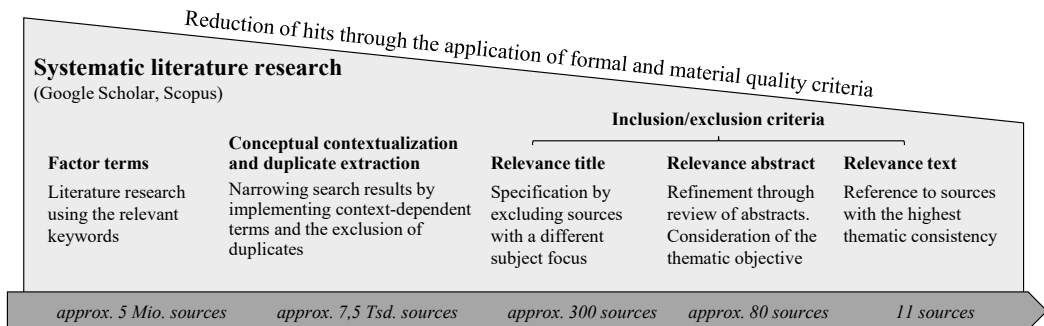 Reduction of hits through the application of formal and material quality criteria
Systematic literature research
(Google Scholar, Scopus)
Inclusion/exclusion criteria
Factor terms
Literature research
using the relevant
keywords
Conceptual contextualization
and duplicate extraction
Narrowing search results by
implementing context-dependent
terms and the exclusion of
duplicates
Relevance title
Specification by
excluding sources
with a different
subject focus
Relevance abstract
Refinement through
review of abstracts.
Consideration of the
thematic objective
Relevance text
Reference to sources
with the highest
thematic consistency
approx. 5 Mio. sources
approx. 7,5 Tsd. sources
approx. 300 sources
approx. 80 sources
11 sources